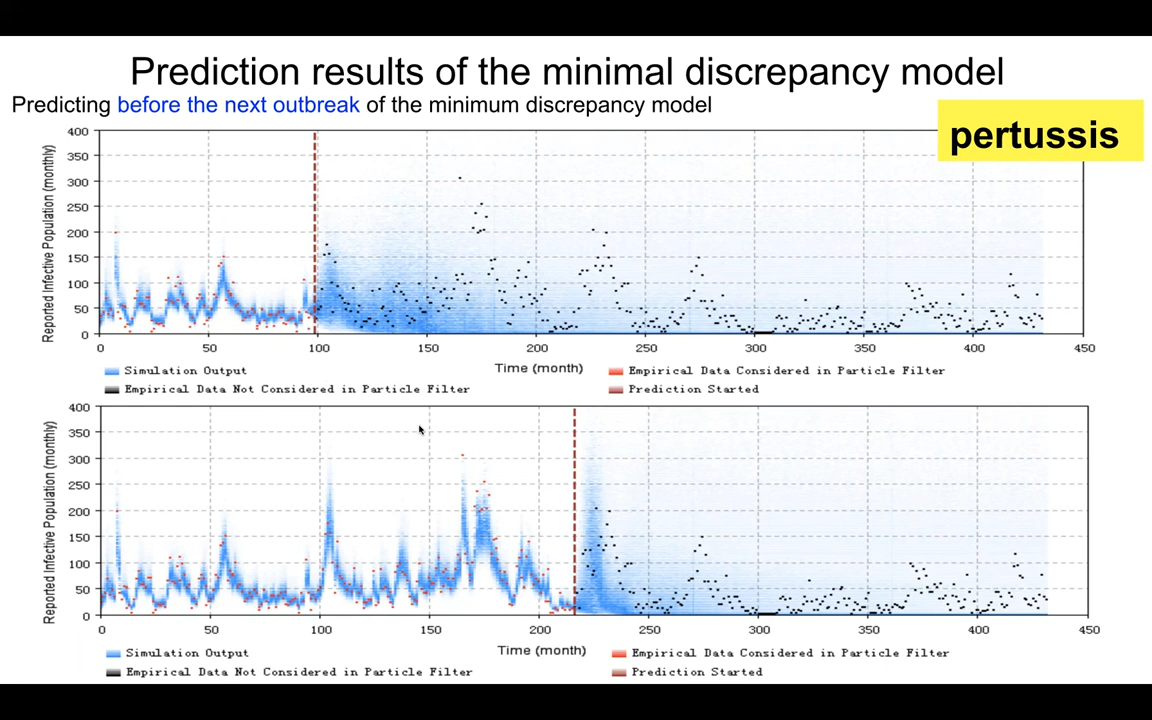 Prediction results of the minimal discrepancy model
Predicting before the next outbreak of the minimum discrepancy model
pertussis
Reported Infective Population (monthly)
400
350
300
250
200
150
100
50
0
0 50 100 150 200 250 300 350 400 450
Time (month)
Simulation Output
Empirical Data Considered in Particle Filter
Empirical Data Not Considered in Particle Filter
Prediction Started
Reported Infective Population (monthly)
400
350
300
250
200
150
100
50
0
0 50 100 150 200 250 300 350 400 450
Time (month)
Simulation Output
Empirical Data Considered in Particle Filter
Empirical Data Not Considered in Particle Filter
Prediction Started